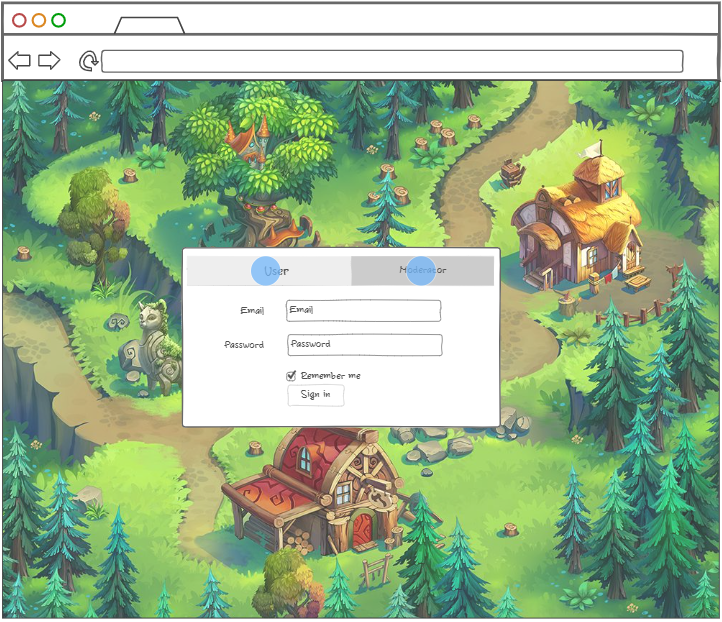 User
Moderator
Email Email
Password Password
Remember me
Sign in